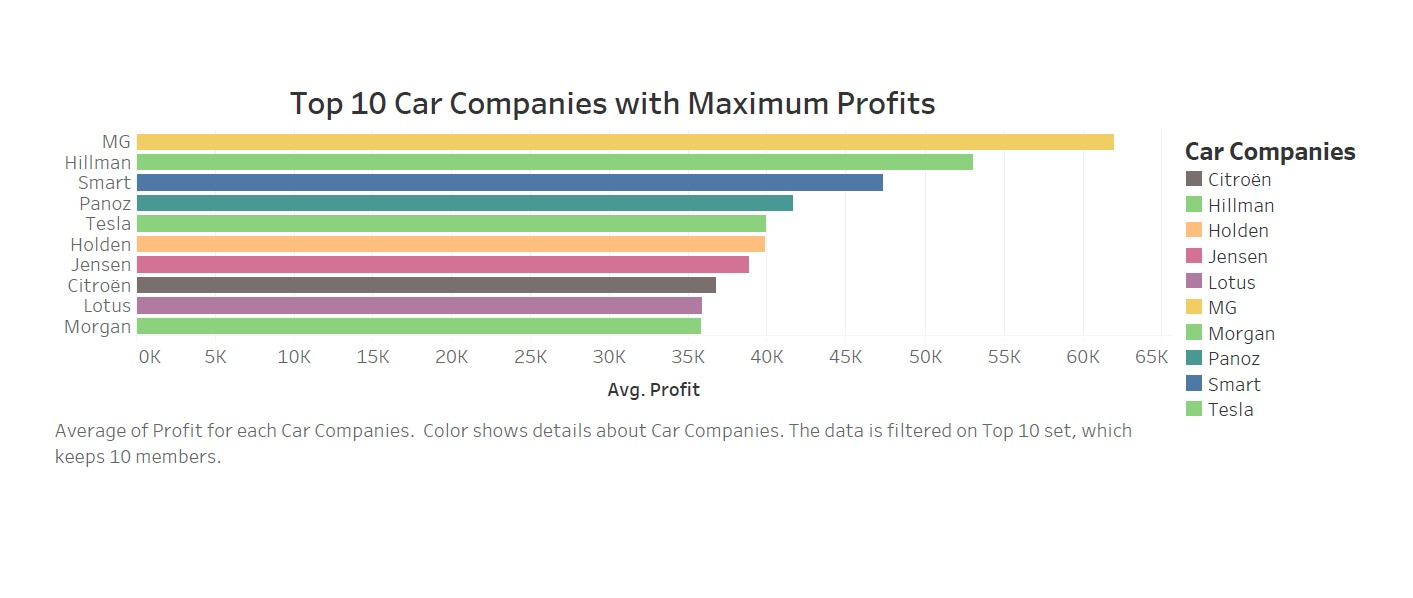 Top 10 Car Companies with Maximum Profits
MG
Hillman
Smart
Panoz
Tesla
Holden
Jensen
Citroën
Lotus
Morgan
0K 5K 10K 15K 20K 25K 30K 35K 40K 45K 50K 55K 60K 65K
Avg. Profit
Average of Profit for each Car Companies.  Color shows details about Car Companies. The data is filtered on Top 10 set, which
keeps 10 members.
Car Companies
Citroën
Hillman
Holden
Jensen
Lotus
MG
Morgan
Panoz
Smart
Tesla